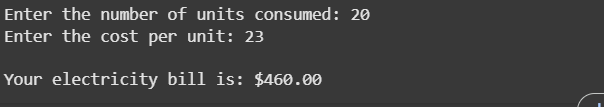 Enter the number of units consumed: 20
Enter the cost per unit: 23
Your electricity bill is: $460.00